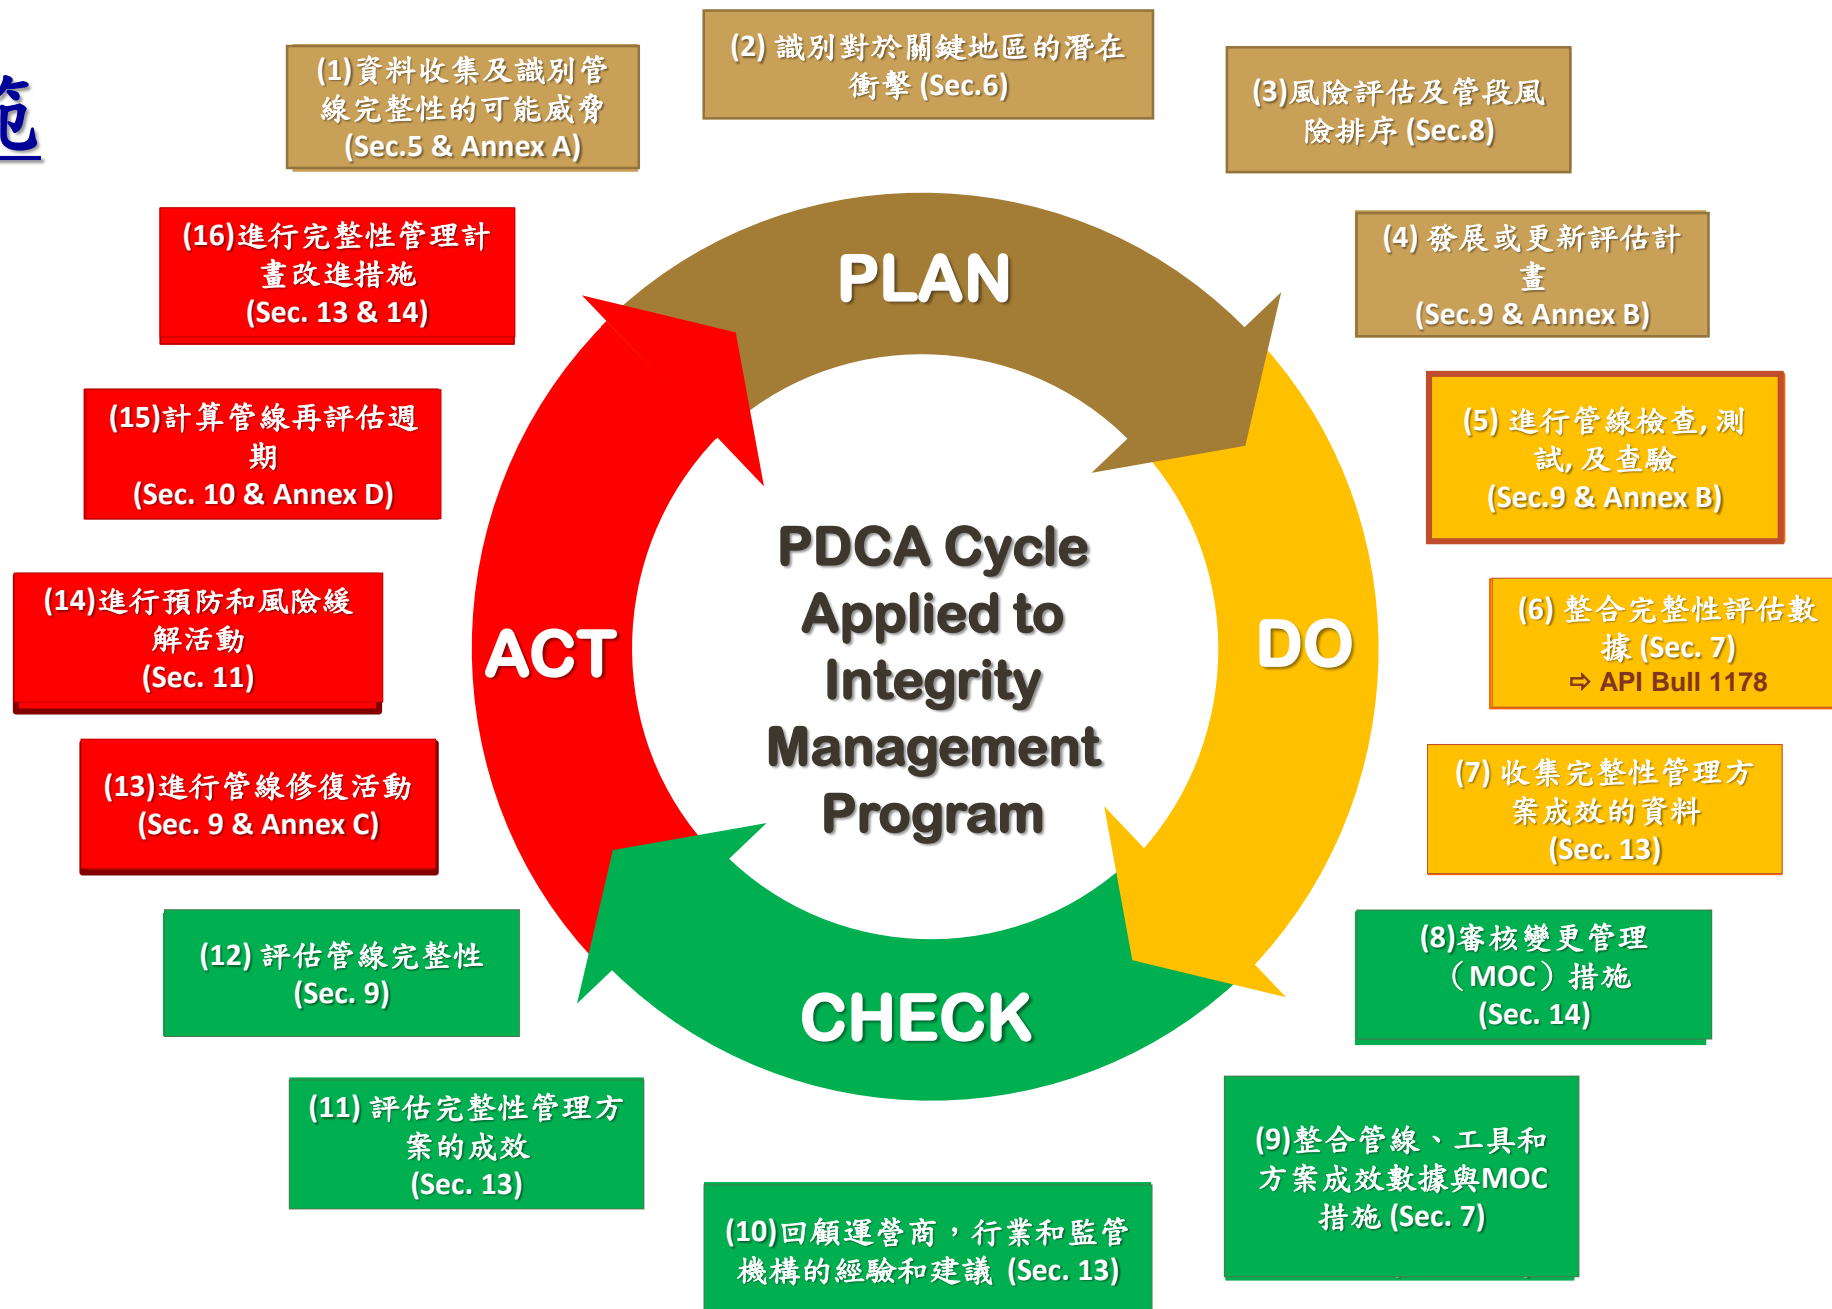 範
(1)資料收集及識別管
線完整性的可能威脅
(Sec.5 & Annex A)
(2) 識別對於關鍵地區的潛在
衝擊 (Sec.6)
(3)風險評估及管段風
險排序 (Sec.8)
(4) 發展或更新評估計
畫
(Sec.9 & Annex B)
(5) 進行管線檢查, 測
試, 及查驗
(Sec.9 & Annex B)
(6) 整合完整性評估數
據 (Sec. 7)
⇨ API Bull 1178
(7) 收集完整性管理方
案成效的資料
(Sec. 13)
(8)審核變更管理
（MOC）措施
(Sec. 14)
(9)整合管線、工具和
方案成效數據與MOC
措施 (Sec. 7)
(10)回顧運營商，行業和監管
機構的經驗和建議 (Sec. 13)
(11) 評估完整性管理方
案的成效
(Sec. 13)
(12) 評估管線完整性
(Sec. 9)
(13)進行管線修復活動
(Sec. 9 & Annex C)
(14)進行預防和風險緩
解活動
(Sec. 11)
(15)計算管線再評估週
期
(Sec. 10 & Annex D)
(16)進行完整性管理計
畫改進措施
(Sec. 13 & 14)
PLAN
DO
CHECK
ACT
PDCA Cycle
Applied to
Integrity
Management
Program